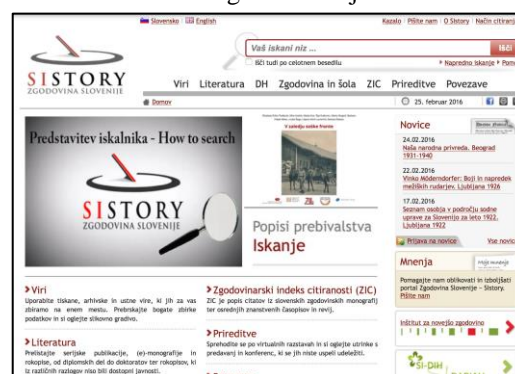 Slovensko English
Kazalo Pišite nam O Sistory Način citiranj
Vaš iskani niz ...
Išči
Išči tudi po celotnem besedilu
Napredno iskanje
SISTORY
ZGODOVINA SLOVENIJE
Viri Literatura DH Zgodovina in šola ZIC Prireditve Povezave
Domov
25. februar 2016
Predstavitev iskalnika - How to search
SISTORY
ZGODOVINA SLOVENIJE
Popisi prebivalstva
Iskanje
Novice
24.02.2016
Naša narodna privreda, Beograd
1931-1940
22.02.2016
Vinko Möderndorfer: Boji in napredek
mežiških rudarjev, Ljubljana 1926
17.02.2016
Seznam osobja v področju sodne
uprave za Slovenijo za leto 1922,
Ljubljana 1922
Prijava na novice
Vse novic
Mnenja
Moje mnenje
Pomagajte nam oblikovati in izboljšati
portal Zgodovina Slovenije - SIstory.
Pišite nam
Inštitut za novejšo zgodovino
SI-DIH
Viri
Uporabite tiskane, arhivske in ustne vire, ki jih za vas
zbiramo na enem mestu. Prebrskajte bogate zbirke
podatkov in si oglejte slikovno gradivo.
Literatura
Prelistajte serijske publikacije, (e)-monografije in
rokopise, od diplomskih del do doktoratov ter rokopisov, ki
iz različnih razlogov niso bili dostopni javnosti.
Zgodovinarski indeks citiranosti (ZIC)
ZIC je popis citatov iz slovenskih zgodovinskih monografij
ter osrednjih znanstvenih časopisov in revij.
Prireditve
Sprehodite se po virtualnih razstavah in si oglejte utrinke s
predavanj in konferenc, ki se jih niste uspeli udeležiti.